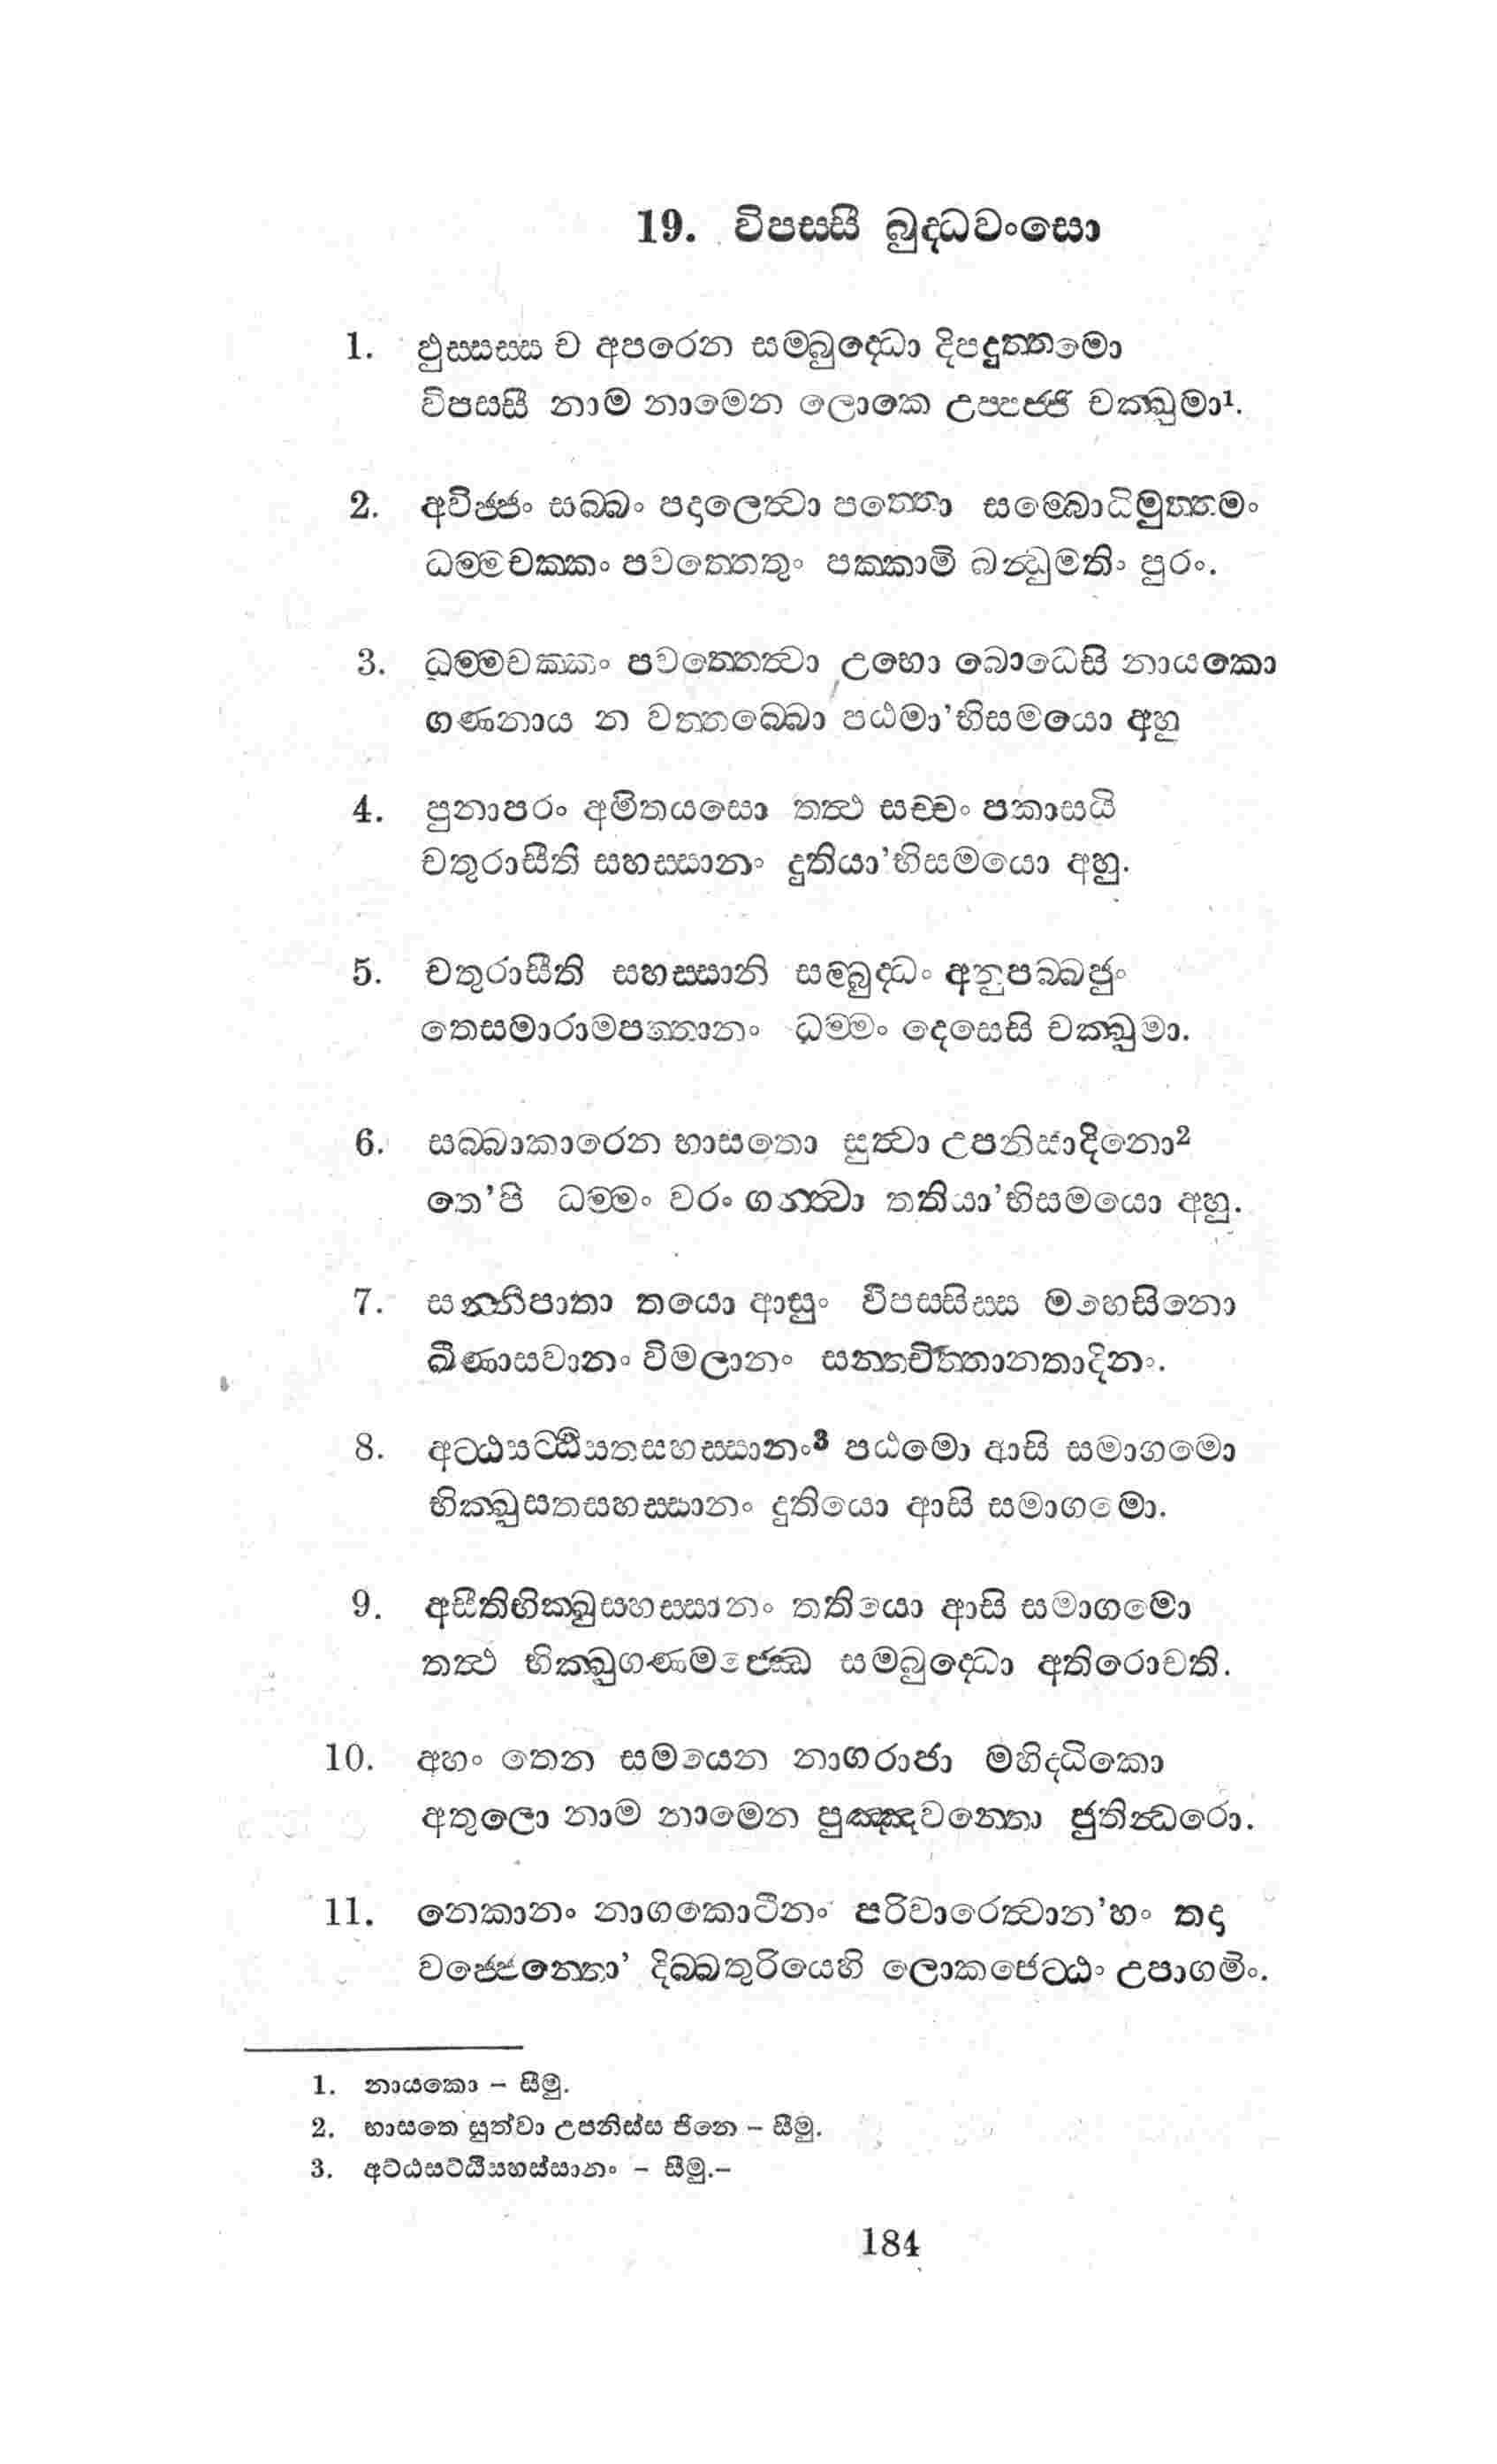 19. විපස්සී බුද්ධවංසො
1. ඵුස්සස්ස ච අපරෙන සම්බුද්ධො දිපදුත්තමො
විපස්සී නාම නාමෙන ලොකෙ උප්පජ්ජි චක්ඛුමා1.
2. අවිජ්ජං සබ්බං පදාලෙත්වා පත්තො සම්බොධිමුත්තමං
ධම්මචක්කං පවත්තෙතුං පක්කාමි බන්ධුමතිං පුරං.
3. ධම්මචක්කං පවත්තෙත්වා උභො බොධෙසි නායකො
ගණනාය න වත්තබ්බො පඨමා'භිසමයො අහු
4. පුනාපරං අමිතයසො තත්ථ සච්චං පකාසයි
චතුරාසීති සහස්සානං දුතියා'භිසමයො අහු.
5. චතුරාසීති සහස්සානි සම්බුද්ධං අනුපබ්බජුං
තෙසමාරාමපත්තානං ධම්මං දෙසෙසි චක්ඛුමා.
6. සබ්බාකාරෙන භාසතො සුත්වා උපනිසාදිනො2
තෙ'පි ධම්මං වරං ගන්ත්වා තතියා'භිසමයො අහු.
7. සන්නිපාතා තයො ආසුං විපස්සිස්ස මහෙසිනො
ඛීණාසවානං විමලානං සන්තචිත්තානතාදිනං.
8. අට්ඨසට්ඨිසතසහස්සානං3 පඨමො ආසි සමාගමො
භික්ඛුසතසහස්සානං දුතියො ආසි සමාගමො.
9. අසීතිභික්ඛුසහස්සානං තතියො ආසි සමාගමො
තත්ථ භික්ඛුගණමජ්ඣෙ සම්බුද්ධො අතිරොචති.
10. අහං තෙන සමයෙන නාගරාජා මහිද්ධිකො
අතුලො නාම නාමෙන පුඤ්ඤවන්තො ජුතින්ධරො.
11. නෙකානං නාගකොටීනං පරිවාරෙත්වාන'හං තදා
වජ්ජෙන්තො' දිබ්බතුරියෙහි ලොකජෙට්ඨං උපාගමිං.
1. නායකො – සීමු.
2. භාසතෙ සුත්වා උපනිස්ස ජිනෙ – සීමු.
3. අට්ඨසට්ඨිසහස්සානං – සීමු.–
184